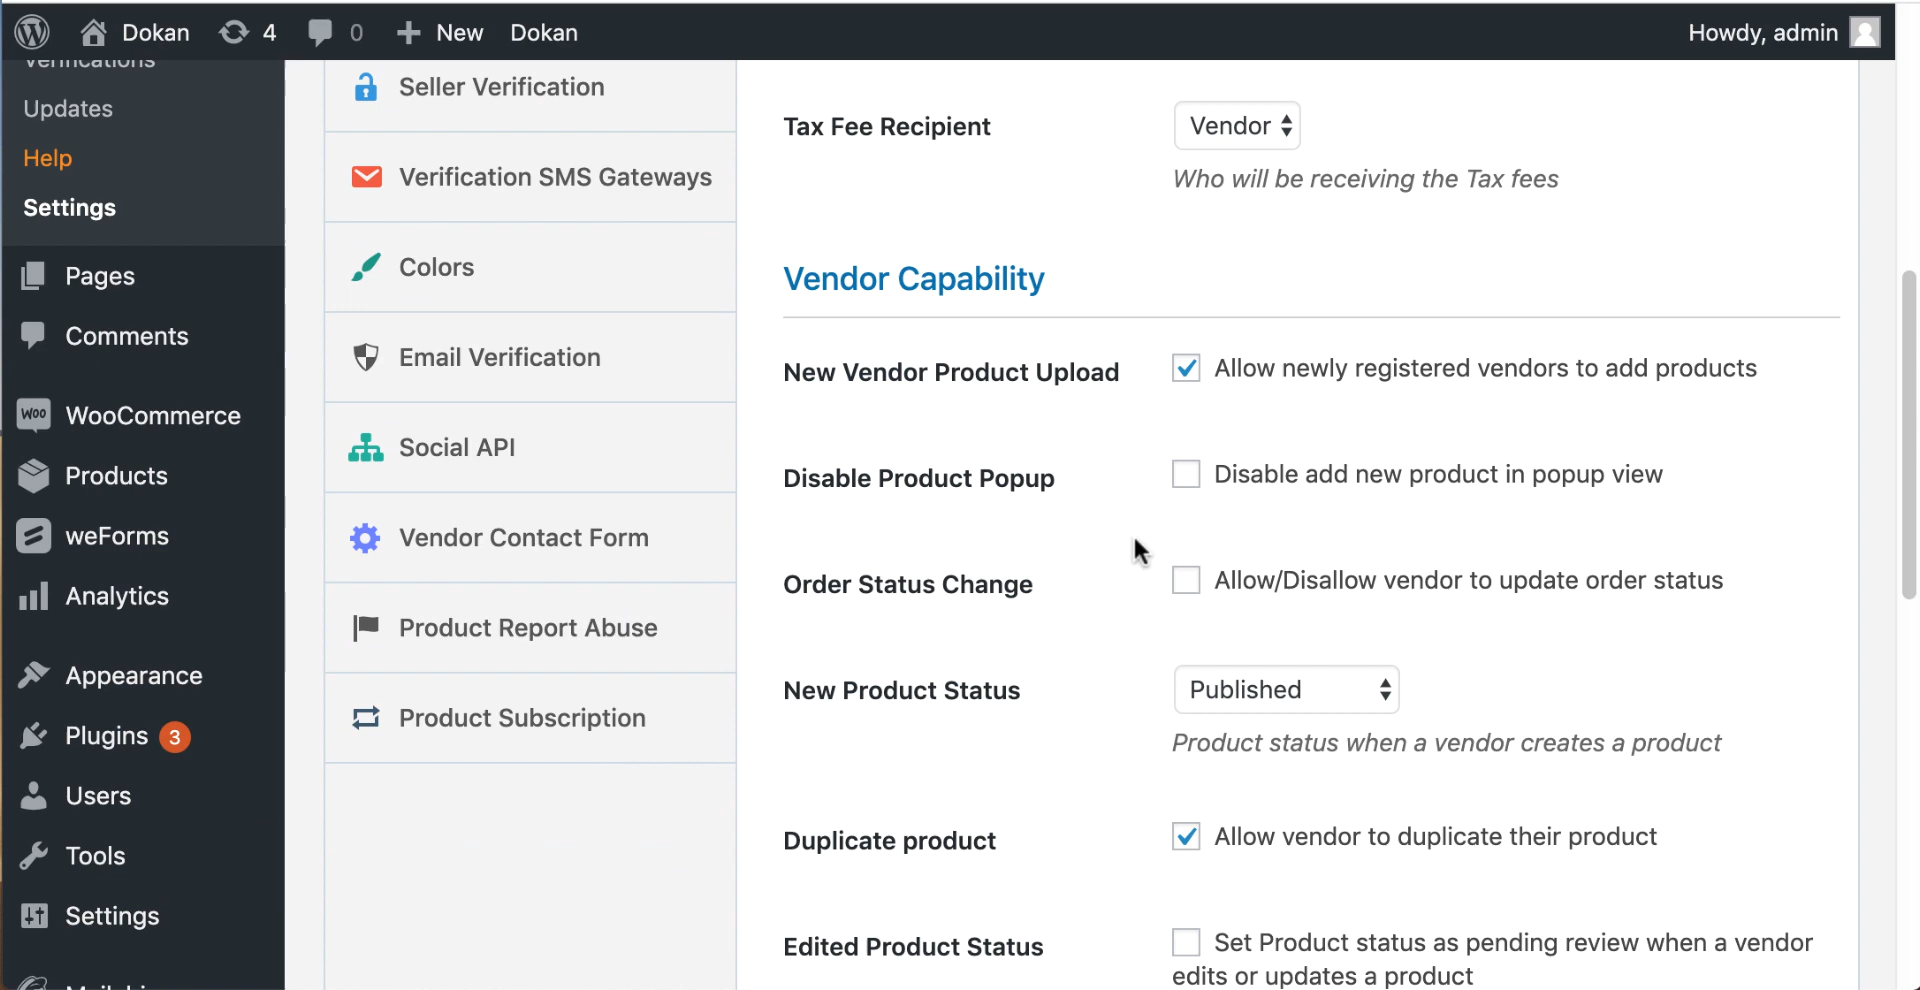 Dokan 4 0 New Dokan Howdy, admin
Verifications
Updates
Help
Settings
Pages
Comments
Woo WooCommerce
Products
weForms
Analytics
Appearance
Plugins 3
Users
Tools
Settings
Seller Verification
Verification SMS Gateways
Colors
Email Verification
Social API
Vendor Contact Form
Product Report Abuse
Product Subscription
Tax Fee Recipient Vendor
Who will be receiving the Tax fees
Vendor Capability
New Vendor Product Upload Allow newly registered vendors to add products
Disable Product Popup Disable add new product in popup view
Order Status Change Allow/Disallow vendor to update order status
New Product Status Published
Product status when a vendor creates a product
Duplicate product Allow vendor to duplicate their product
Edited Product Status Set Product status as pending review when a vendor
edits or updates a product